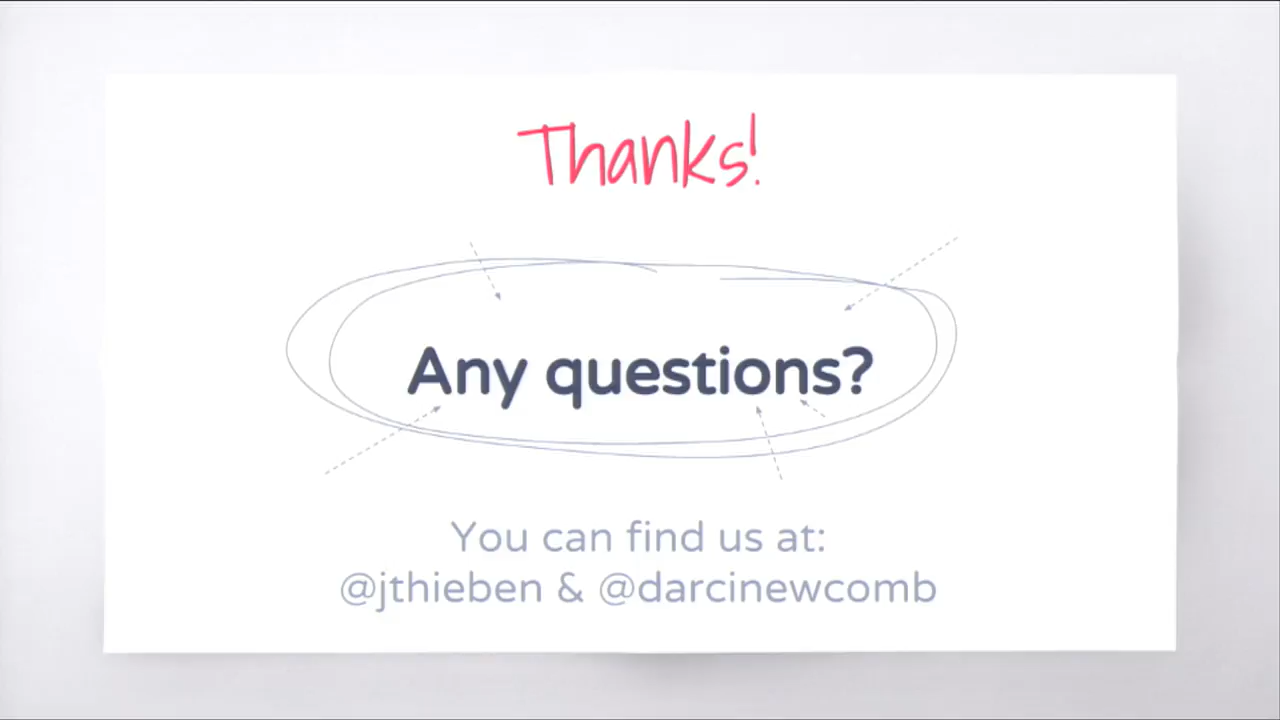 Thanks!
Any questions?
You can find us at:
@jthieben & @darcinewcomb